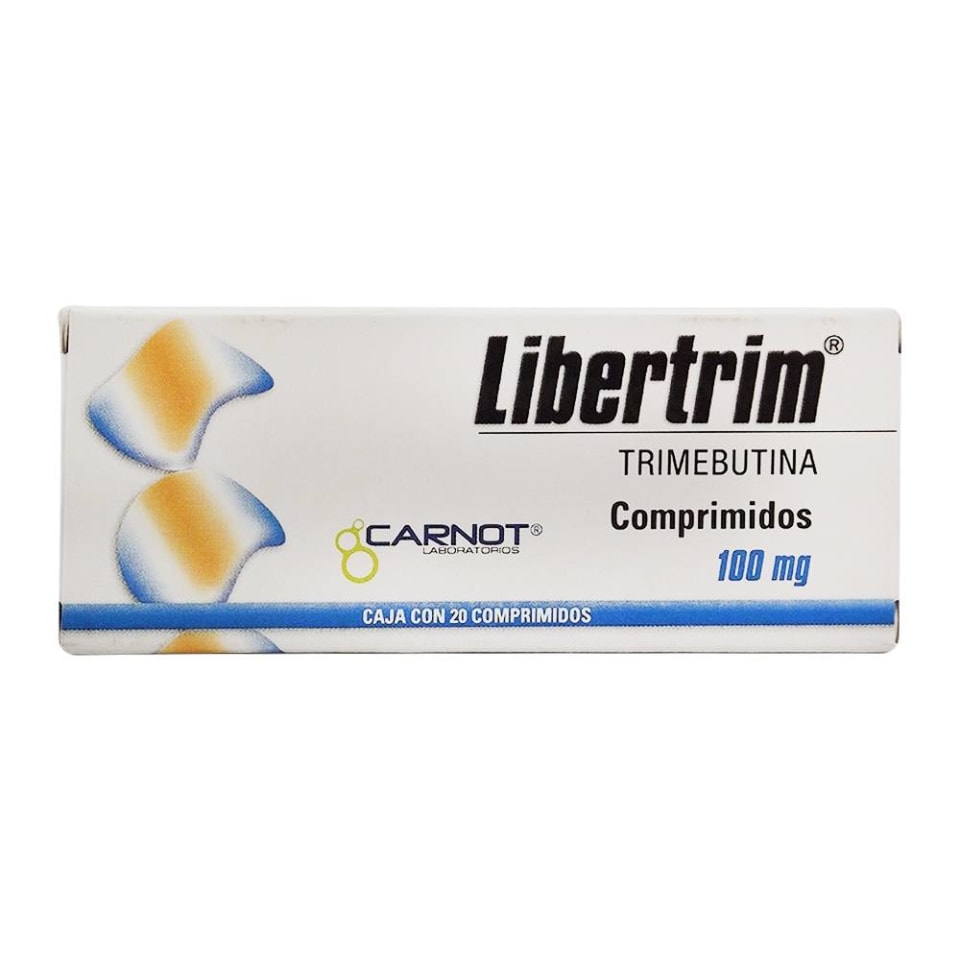 Libertrim®
TRIMEBUTINA
Comprimidos
100 mg
CARNOT®
LABORATORIOS
CAJA CON 20 COMPRIMIDOS